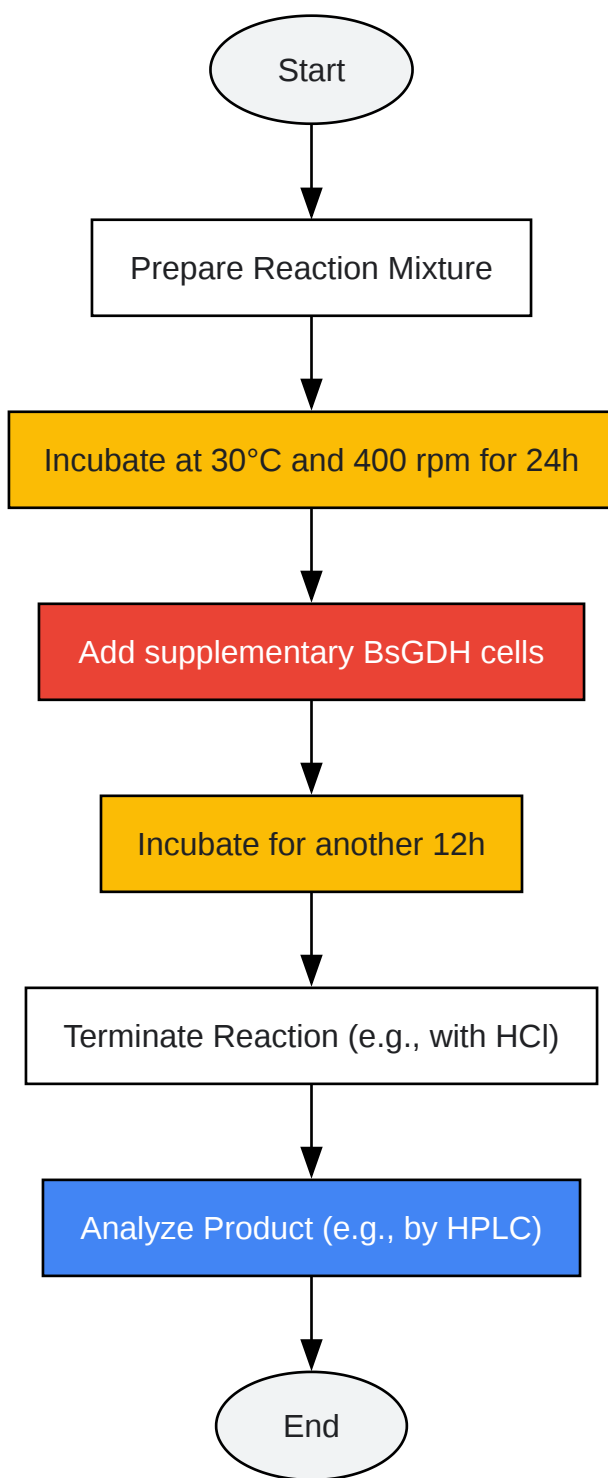 Start
Prepare Reaction Mixture
Incubate at 30°C and 400 rpm for 24h
Add supplementary BsGDH cells
Incubate for another 12h
Terminate Reaction (e.g., with HCl)
Analyze Product (e.g., by HPLC)
End